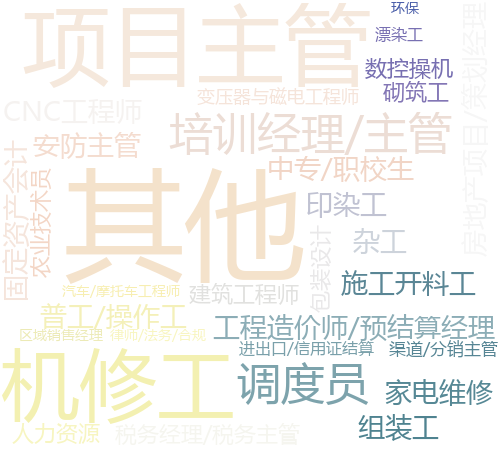 环保
项目主管
漂染工
数控操机
变压器与磁电工程师
砌筑工
CNC工程师
培训经理/主管
安防主管
中专/职校生
房地产项目/策划经理
固定资产会计
农业技术员
其他
印染工
杂工
包装设计
施工开料工
汽车/摩托车工程师
建筑工程师
普工/操作工
工程造价师/预结算经理
区域销售经理
律师/法务/合规
进出口/信用证结算
渠道/分销主管
机修工
调度员
家电维修
组装工
人力资源
税务经理/税务主管